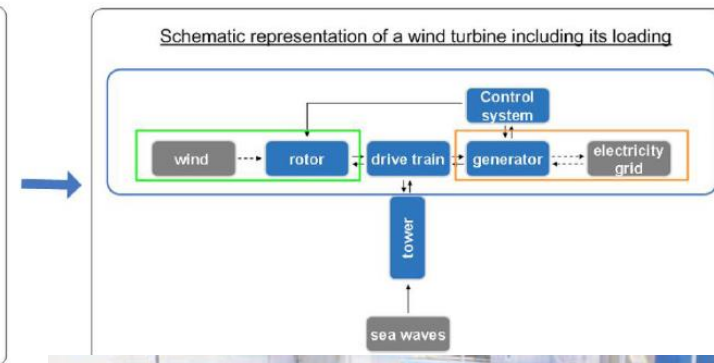 Schematic representation of a wind turbine including its loading
Control
system
wind
rotor
drive train
generator
electricity
grid
tower
sea waves